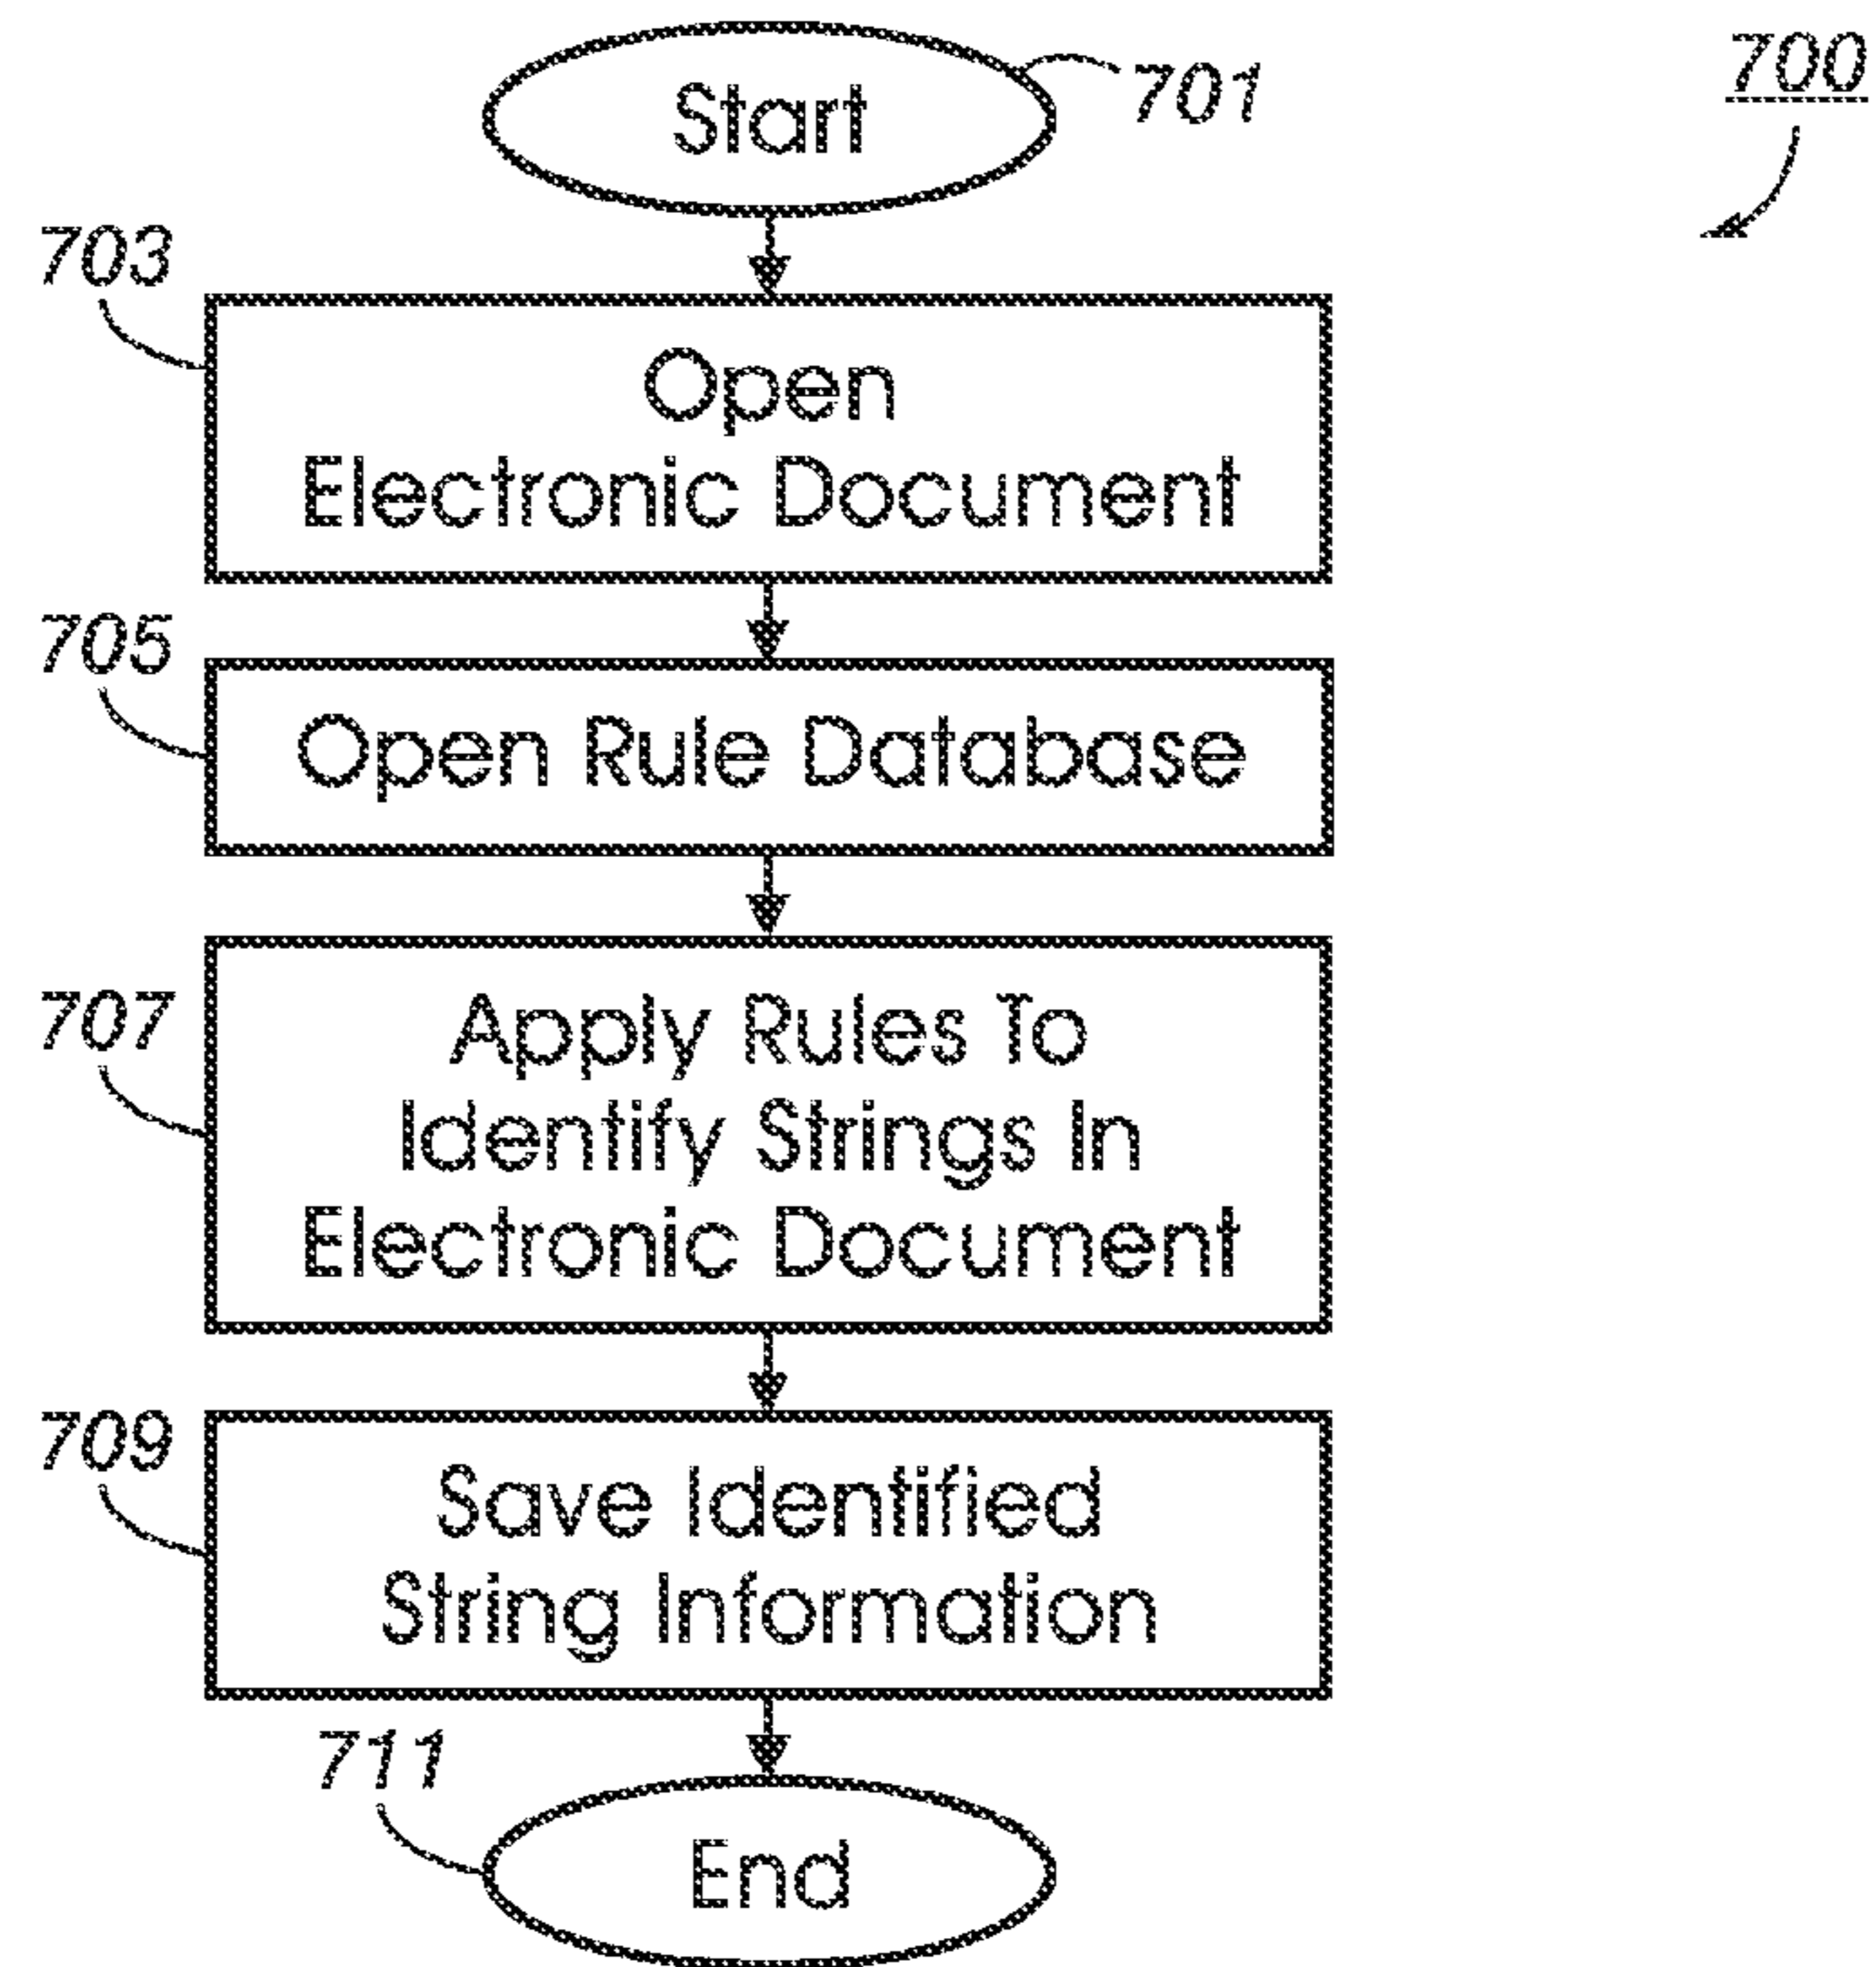 Start
701
700
703
Open
Electronic Document
705
Open Rule Database
707
Apply Rules To
Identify Strings In
Electronic Document
709
Save Identified
String Information
711
End